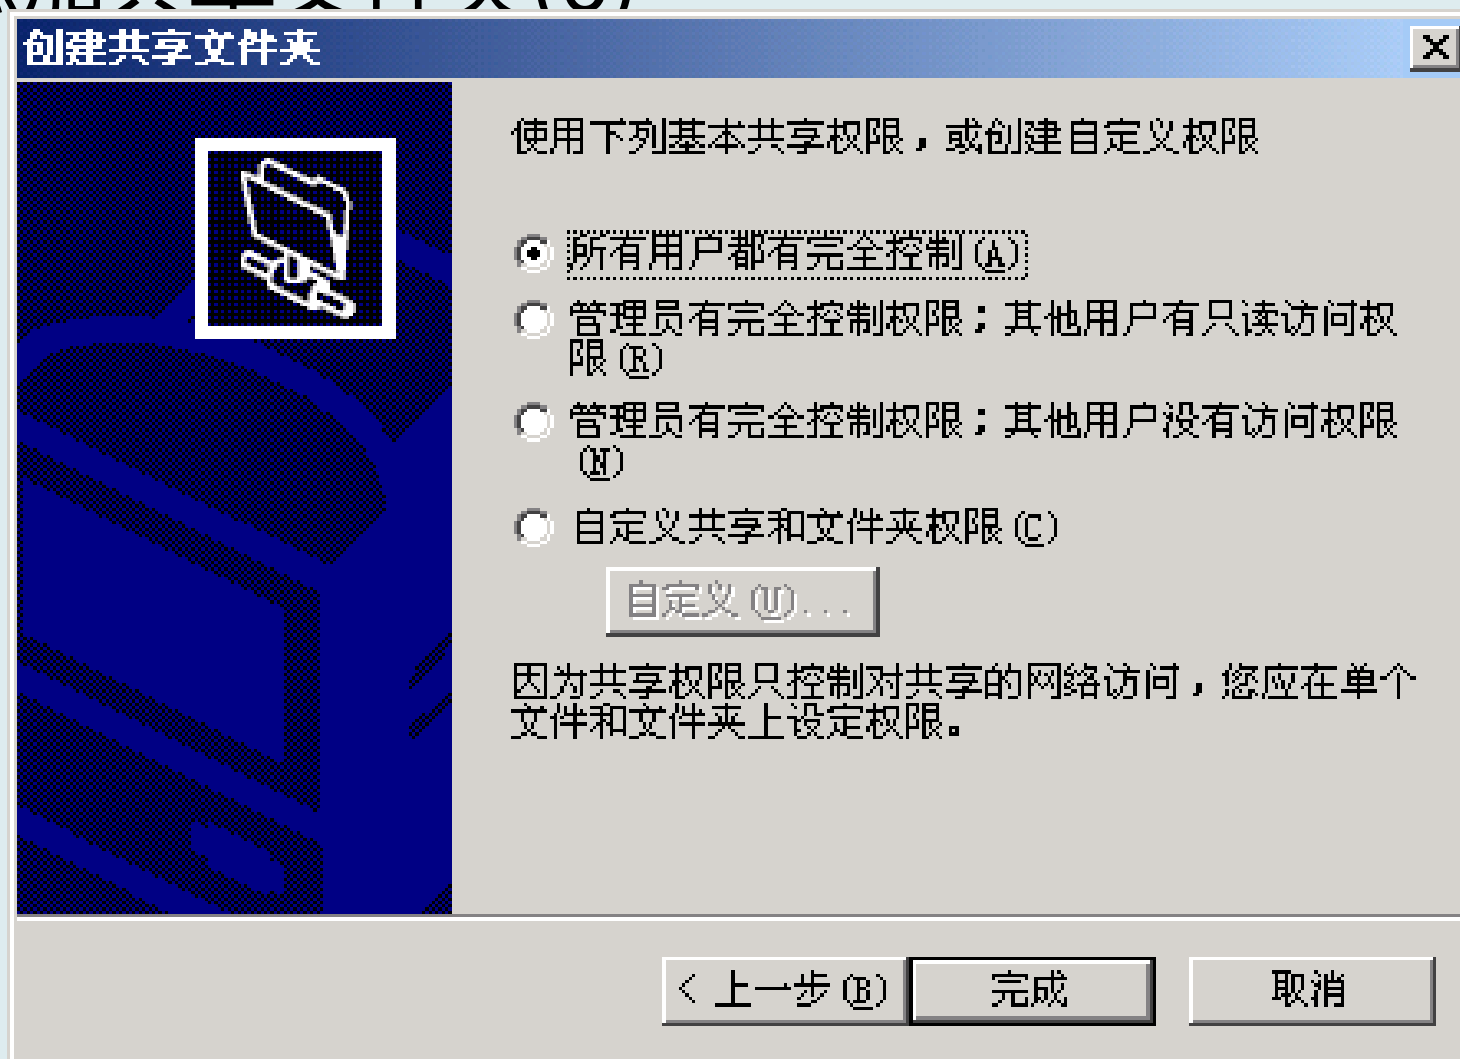 创建共享文件夹
使用下列基本共享权限，或创建自定义权限
所有用户都有完全控制(A)
管理员有完全控制权限；其他用户有只读访问权
限(R)
管理员有完全控制权限；其他用户没有访问权限
(N)
自定义共享和文件夹权限(C)
自定义(U)...
因为共享权限只控制对共享的网络访问，您应在单个
文件和文件夹上设定权限。
< 上一步(B)
完成
取消